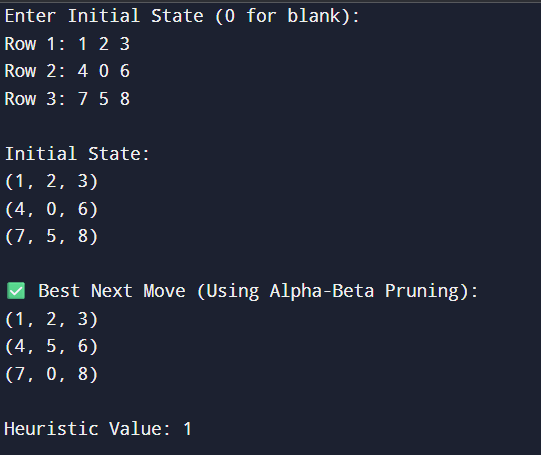 Enter Initial State (0 for blank):
Row 1: 1 2 3
Row 2: 4 0 6
Row 3: 7 5 8
Initial State:
(1, 2, 3)
(4, 0, 6)
(7, 5, 8)
✅ Best Next Move (Using Alpha-Beta Pruning):
(1, 2, 3)
(4, 5, 6)
(7, 0, 8)
Heuristic Value: 1